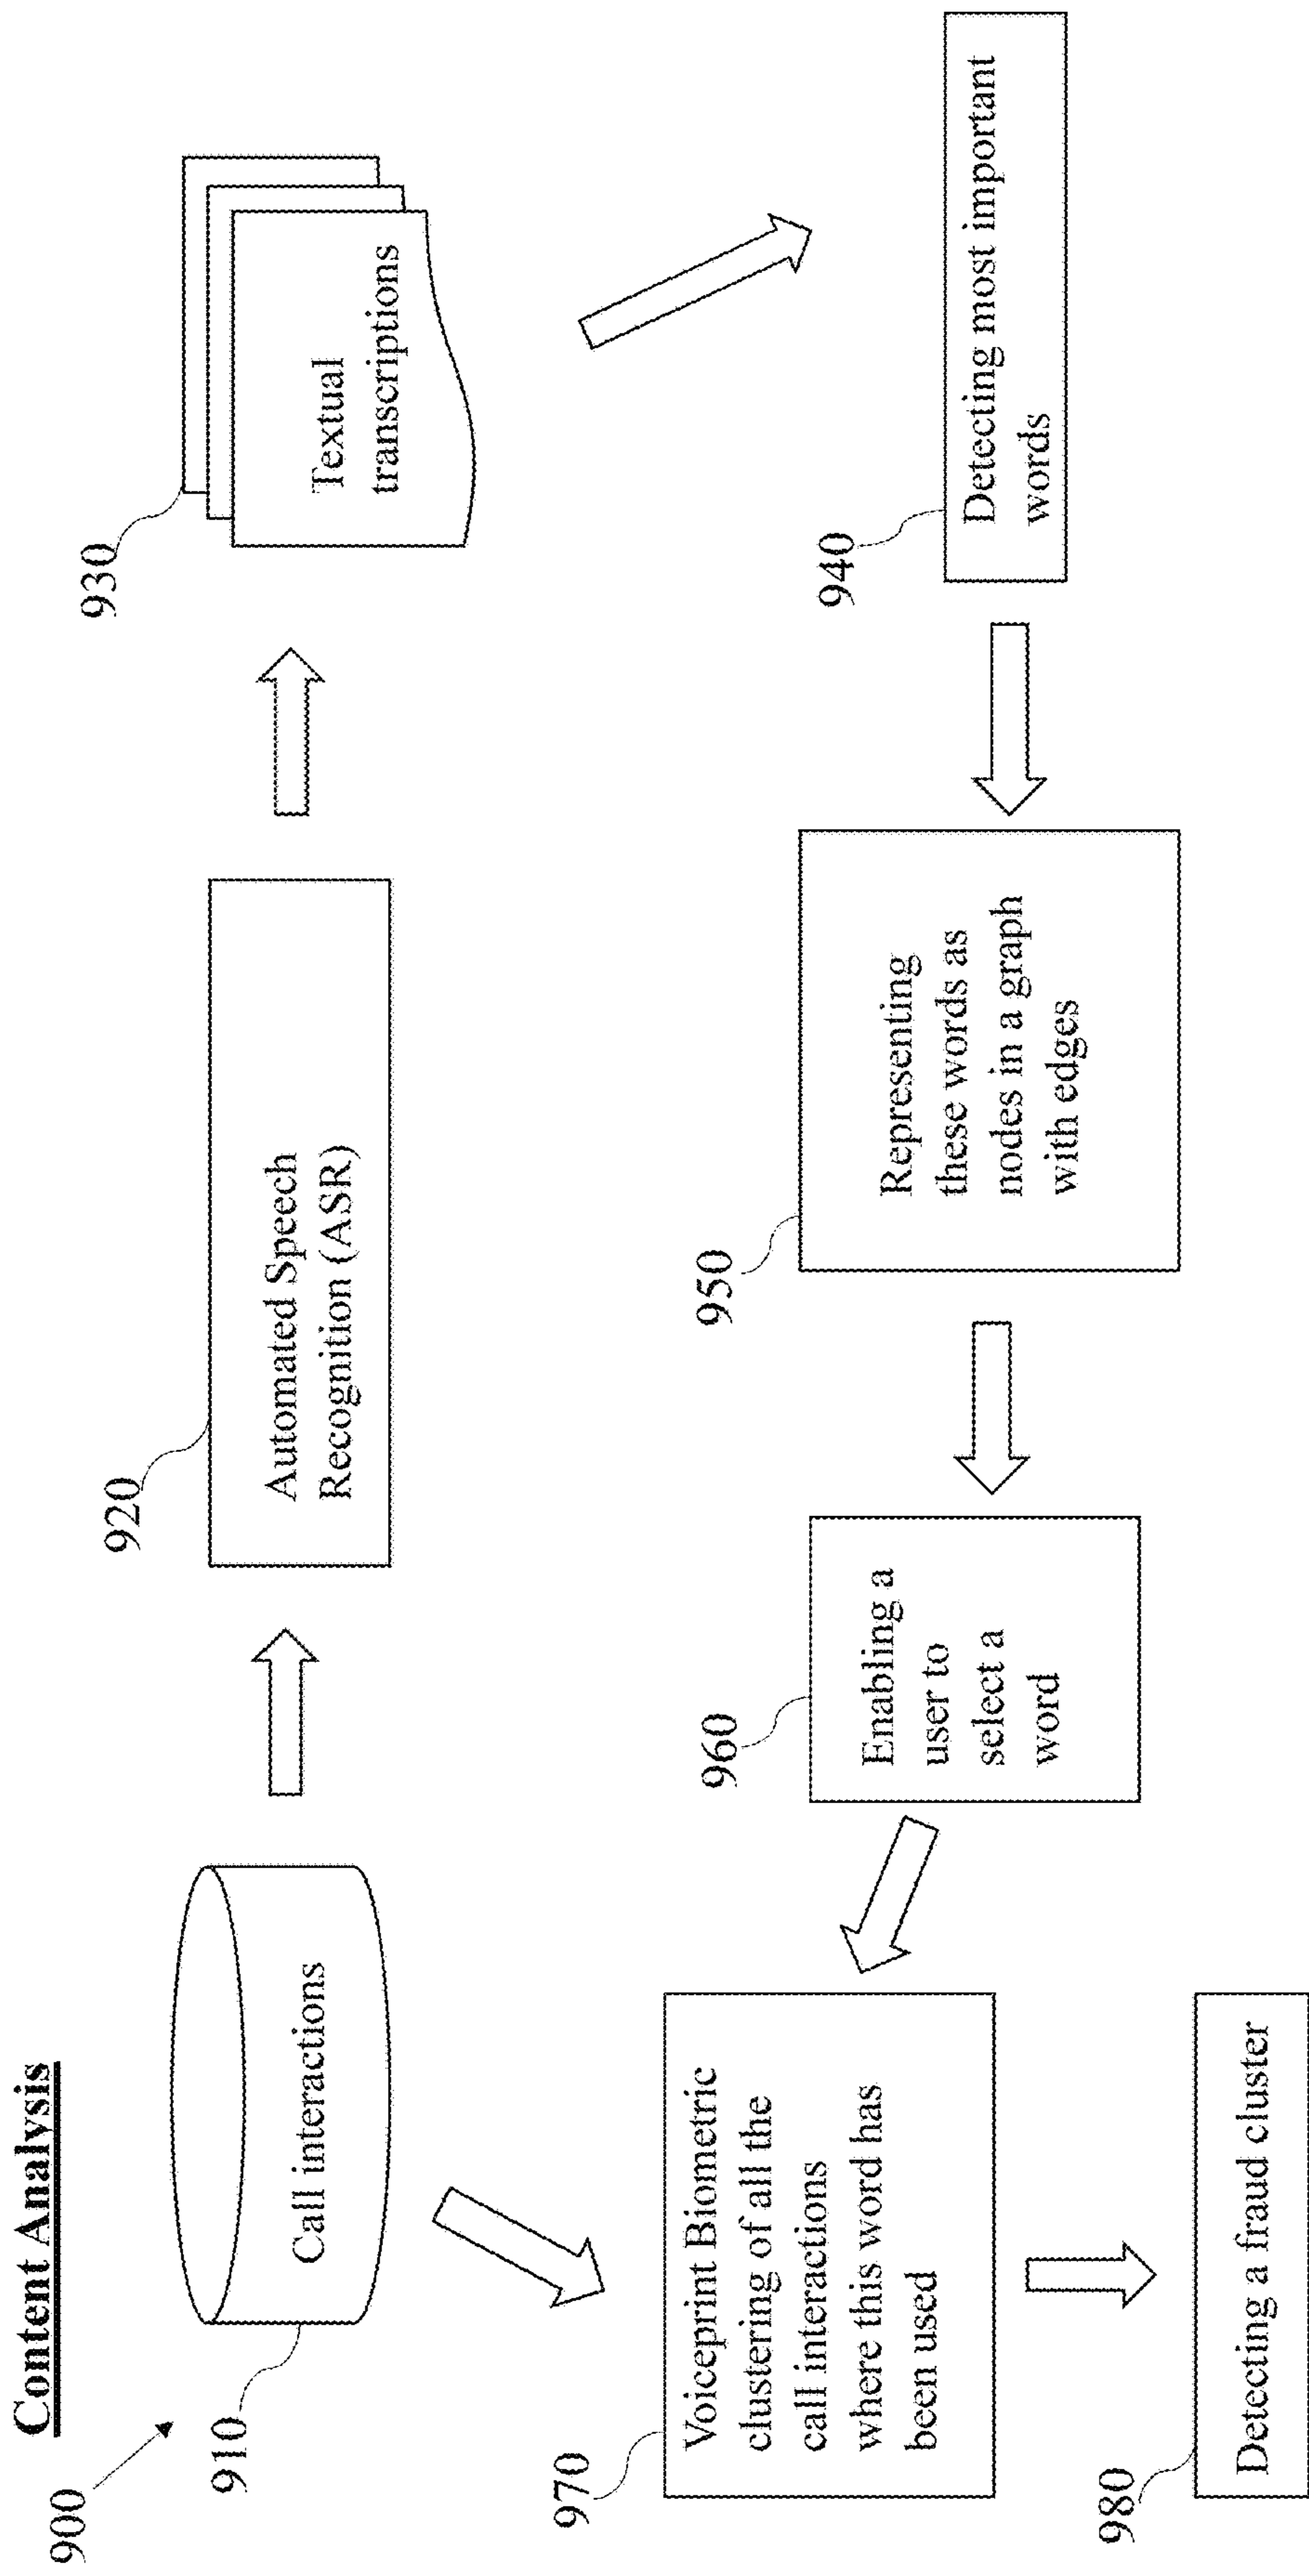 Content Analysis
900
910
Call interactions
920
Automated Speech
Recognition (ASR)
930
Textual
transcriptions
940
Detecting most important
words
950
Representing
these words as
nodes in a graph
with edges
960
Enabling a
user to
select a
word
970
Voiceprint Biometric
clustering of all the
call interactions
where this word has
been used
980
Detecting a fraud cluster